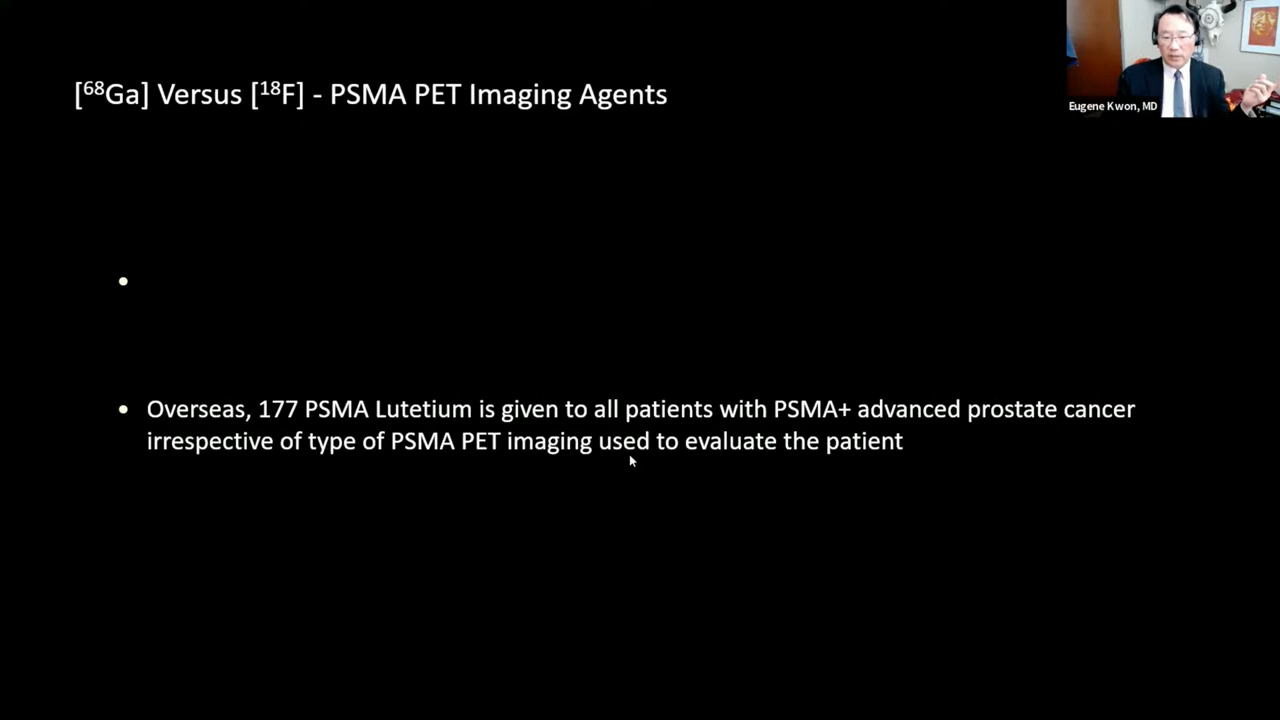 [⁶⁸Ga] Versus [¹⁸F] - PSMA PET Imaging Agents
Eugene Kwon, MD
•
• Overseas, 177 PSMA Lutetium is given to all patients with PSMA+ advanced prostate cancer
irrespective of type of PSMA PET imaging used to evaluate the patient